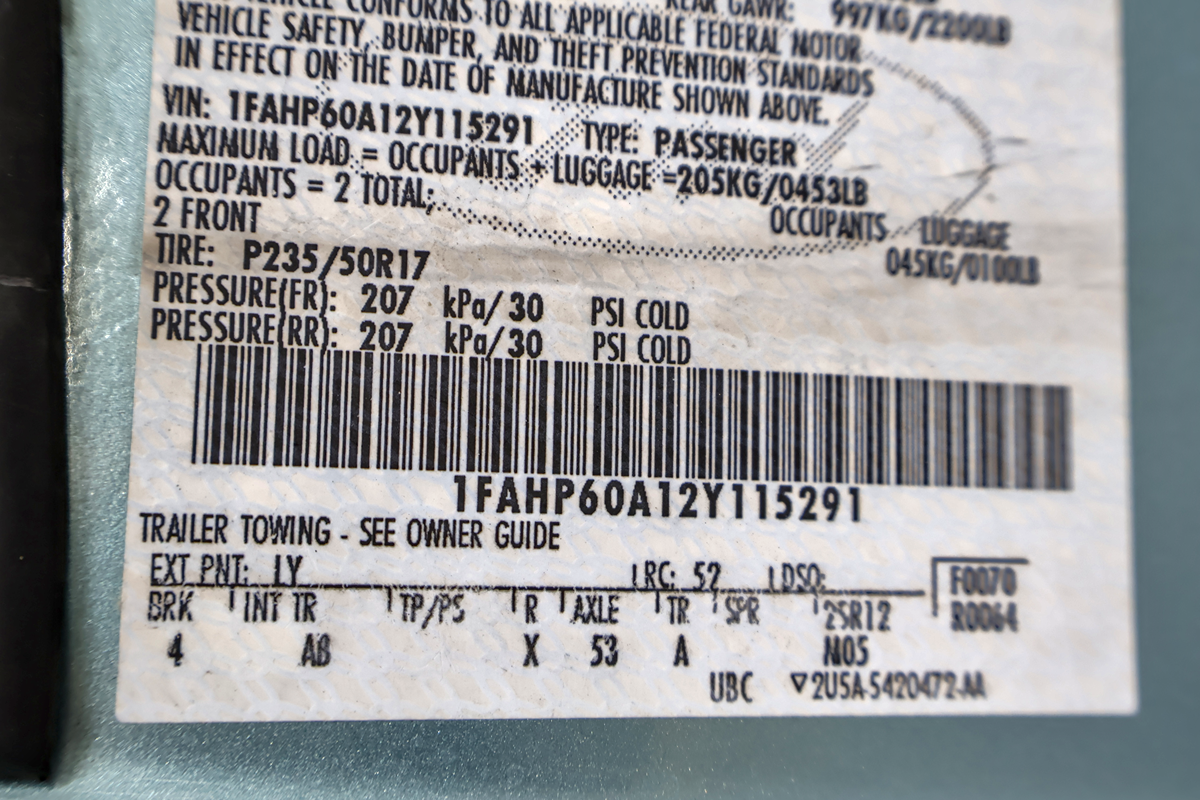 VEHICLE CONFORMS TO ALL APPLICABLE FEDERAL MOTOR REAR GAWR: 997KG/2200LB
VEHICLE SAFETY, BUMPER, AND THEFT PREVENTION STANDARDS
IN EFFECT ON THE DATE OF MANUFACTURE SHOWN ABOVE.
VIN: 1FAHP60A12Y115291 TYPE: PASSENGER
MAXIMUM LOAD = OCCUPANTS + LUGGAGE =205KG/0453LB
OCCUPANTS = 2 TOTAL; OCCUPANTS LUGGAGE
2 FRONT 045KG/0100LB
TIRE: P235/50R17
PRESSURE(FR): 207 kPa/ 30 PSI COLD
PRESSURE(RR): 207 kPa/ 30 PSI COLD
1FAHP60A12Y115291
TRAILER TOWING - SEE OWNER GUIDE
EXT PNT: LY RC: 52 DSO: F0070
BRK INT TR TP/PS R AXLE TR SPR 2SR12 R0064
4 AB X 53 A N05
UBC ▽2U5A-5420472-AA